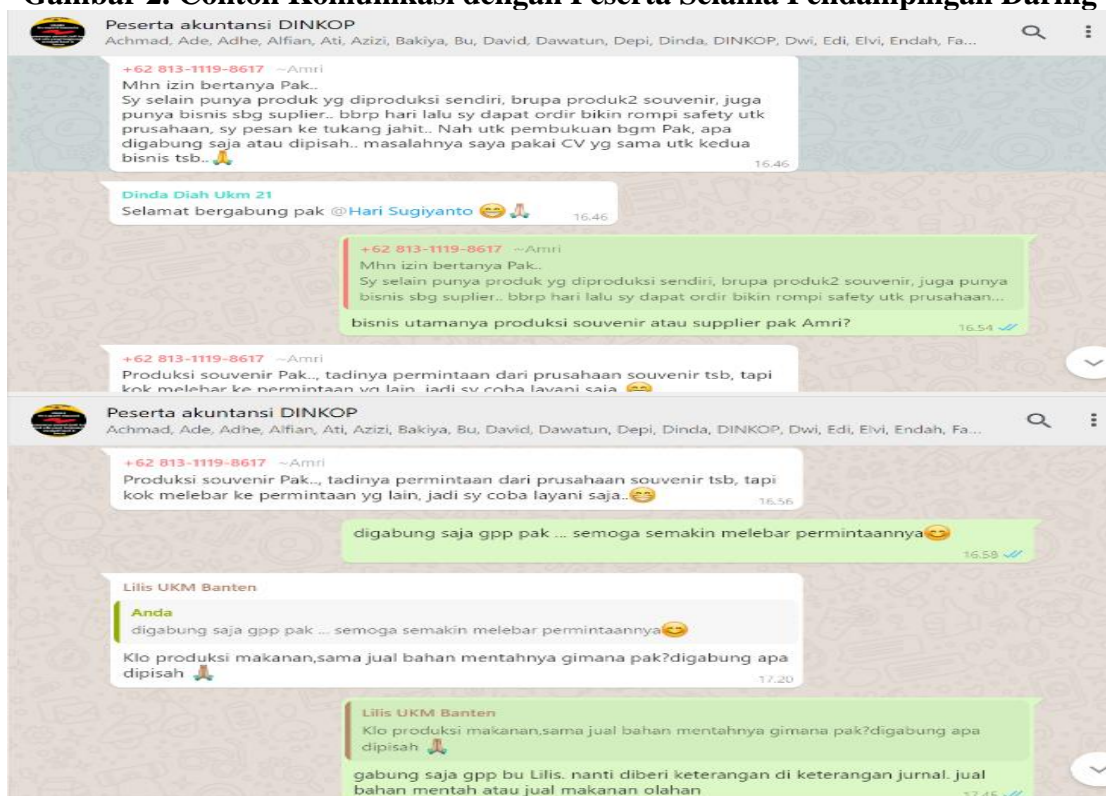 Gambar 2. Contoh Komunikasi dengan Peserta Selama Pendampingan Daring
Peserta akuntansi DINKOP
Achmad, Ade, Adhe, Alfian, Ati, Azizi, Bakiya, Bu, David, Dawatun, Depi, Dinda, DINKOP, Dwi, Edi, Elvi, Endah, Fa...
+62 813-1119-8617 ~Amri
Mhn izin bertanya Pak..
Sy selain punya produk yg diproduksi sendiri, brupa produk2 souvenir, juga
punya bisnis sbg suplier.. bbrp hari lalu sy dapat ordir bikin rompi safety utk
prusahaan, sy pesan ke tukang jahit.. Nah utk pembukuan bgm Pak, apa
digabung saja atau dipisah.. masalahnya saya pakai CV yg sama utk kedua
bisnis tsb.. 🙏
16.46
Dinda Diah Ukm 21
Selamat bergabung pak @Hari Sugiyanto 😁🙏
16.46
+62 813-1119-8617 ~Amri
Mhn izin bertanya Pak..
Sy selain punya produk yg diproduksi sendiri, brupa produk2 souvenir, juga punya
bisnis sbg suplier.. bbrp hari lalu sy dapat ordir bikin rompi safety utk prusahaan...
bisnis utamanya produksi souvenir atau supplier pak Amri?
16.54
+62 813-1119-8617 ~Amri
Produksi souvenir Pak.., tadinya permintaan dari prusahaan souvenir tsb, tapi
kok melebar ke permintaan yg lain, jadi sy coba layani saja..😁
Peserta akuntansi DINKOP
Achmad, Ade, Adhe, Alfian, Ati, Azizi, Bakiya, Bu, David, Dawatun, Depi, Dinda, DINKOP, Dwi, Edi, Elvi, Endah, Fa...
+62 813-1119-8617 ~Amri
Produksi souvenir Pak.., tadinya permintaan dari prusahaan souvenir tsb, tapi
kok melebar ke permintaan yg lain, jadi sy coba layani saja..😁
16.56
digabung saja gpp pak ... semoga semakin melebar permintaannya😊
16.58
Lilis UKM Banten
Anda
digabung saja gpp pak ... semoga semakin melebar permintaannya😊
Klo produksi makanan,sama jual bahan mentahnya gimana pak?digabung apa
dipisah 🙏
17.20
Lilis UKM Banten
Klo produksi makanan,sama jual bahan mentahnya gimana pak?digabung apa
dipisah 🙏
gabung saja gpp bu Lilis. nanti diberi keterangan di keterangan jurnal. jual
bahan mentah atau jual makanan olahan